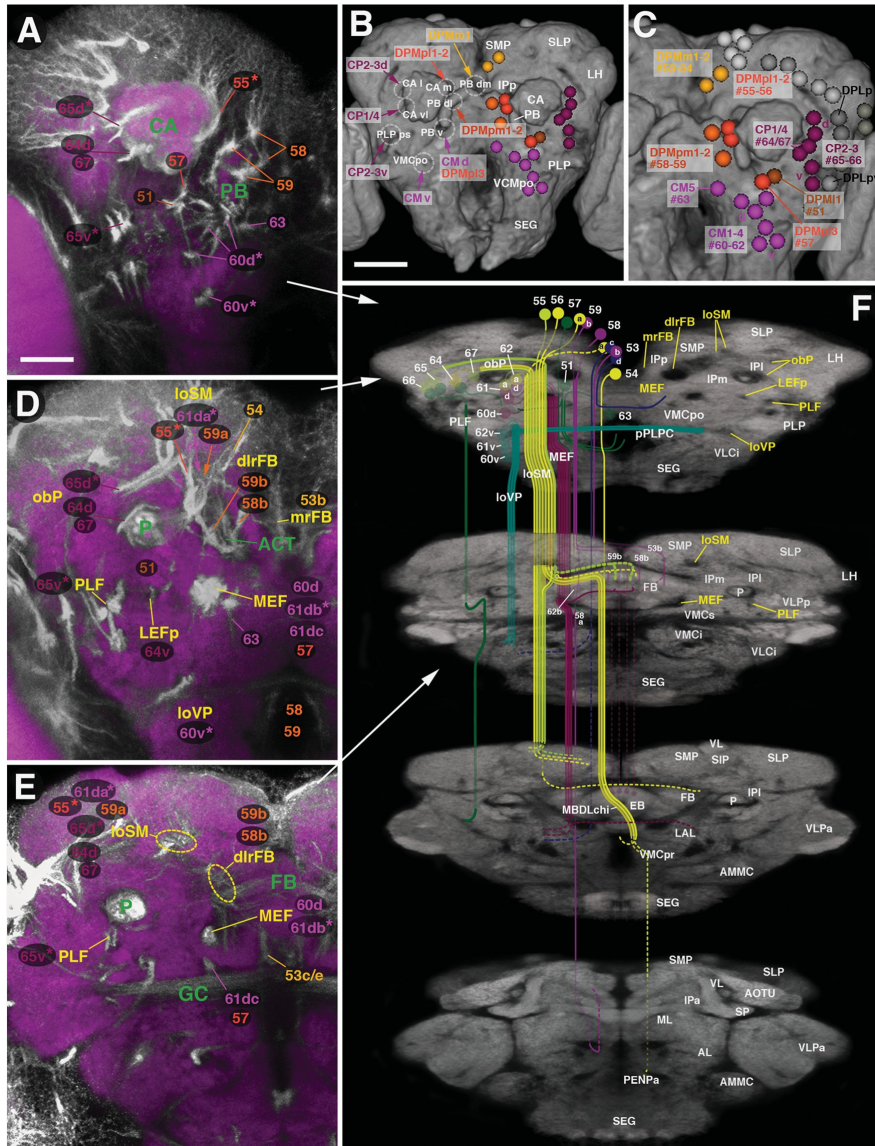 A
65d*
CA
55*
64d
67
57
58
59
51
PB
65v*
63
60d*
60v*
B
DPMm1
DPMpl1-2
SMP
SLP
CP2-3d
CA l
CA m
PB dm
IPp
LH
CP1/4
CA vl
PB dl
CA
PB
PLP ps
PB v
DPMpm1-2
CP2-3v
VMCpo
CM d
DPMpl3
PLP
CM v
VCMpo
SEG
C
DPMm1-2
DPMpl1-2
#55-56
DPLp
CP1/4
#64/67
d
CP2-3
#65-66
DPMpm1-2
#58-59
v
DPLpv
CM5
#63
DPMl1
#51
CM1-4
#60-62
DPMpl3
#57
D
loSM
61da*
54
55*
59a
dlrFB
obP
65d*
59b
64d
58b
53b
67
P
mrFB
ACT
51
65v*
PLF
60d
MEF
61db*
LEFp
63
61dc
64v
57
loVP
58
60v*
59
E
61da*
55*
59a
59b
65d
loSM
58b
64d
dlrFB
67
FB
P
60d
MEF
61db*
65v*
PLF
53c/e
GC
61dc
57
F
55
56
57
59
58
a
b
53
54
loSM
dlrFB
mrFB
SMP
SLP
IPp
62
67
obP
64
65
66
61
51
IPl
obP
LH
IPm
MEF
LEFp
PLF
60d
63
VMCpo
PLF
62v
pPLPC
PLP
61v
60v
MEF
loVP
VLCi
SEG
loSM
loVP
53b
SMP
loSM
SLP
59b
58b
FB
IPm
IPl
LH
P
MEF
VLPp
62b
58
a
VMCs
PLF
VMCi
VLCi
SEG
VL
SMP
SIP
SLP
FB
IPl
MBDLchi
EB
P
LAL
VLPa
VMCpr
AMMC
SEG
SMP
SLP
VL
IPa
AOTU
ML
SP
AL
VLPa
PENPa
AMMC
SEG